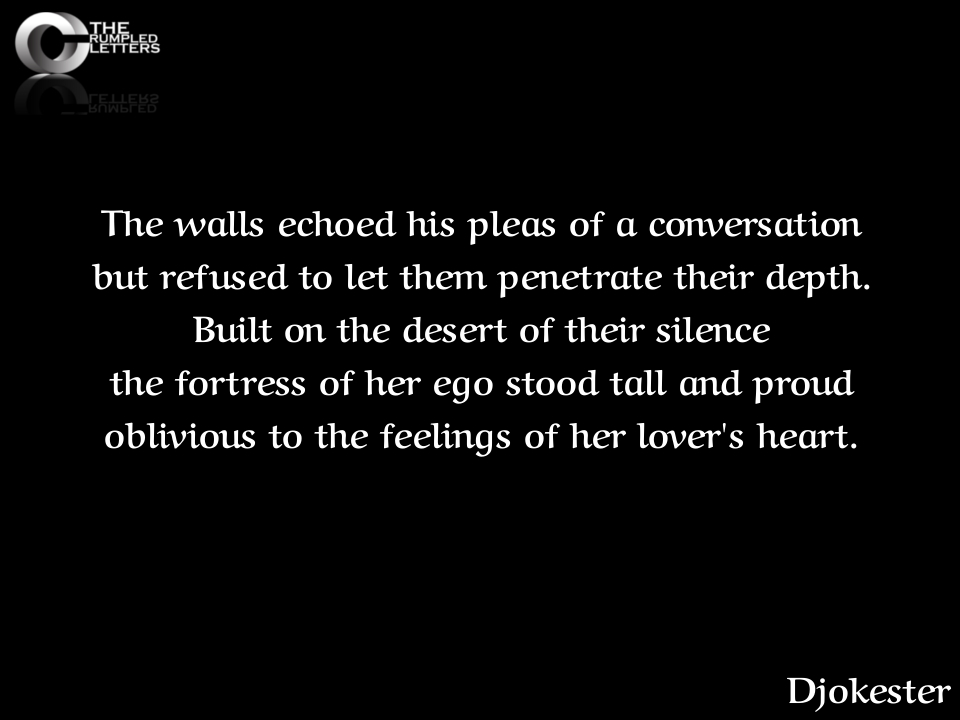 THE
CRUMPLED
LETTERS
The walls echoed his pleas of a conversation
but refused to let them penetrate their depth.
Built on the desert of their silence
the fortress of her ego stood tall and proud
oblivious to the feelings of her lover's heart.
Djokester